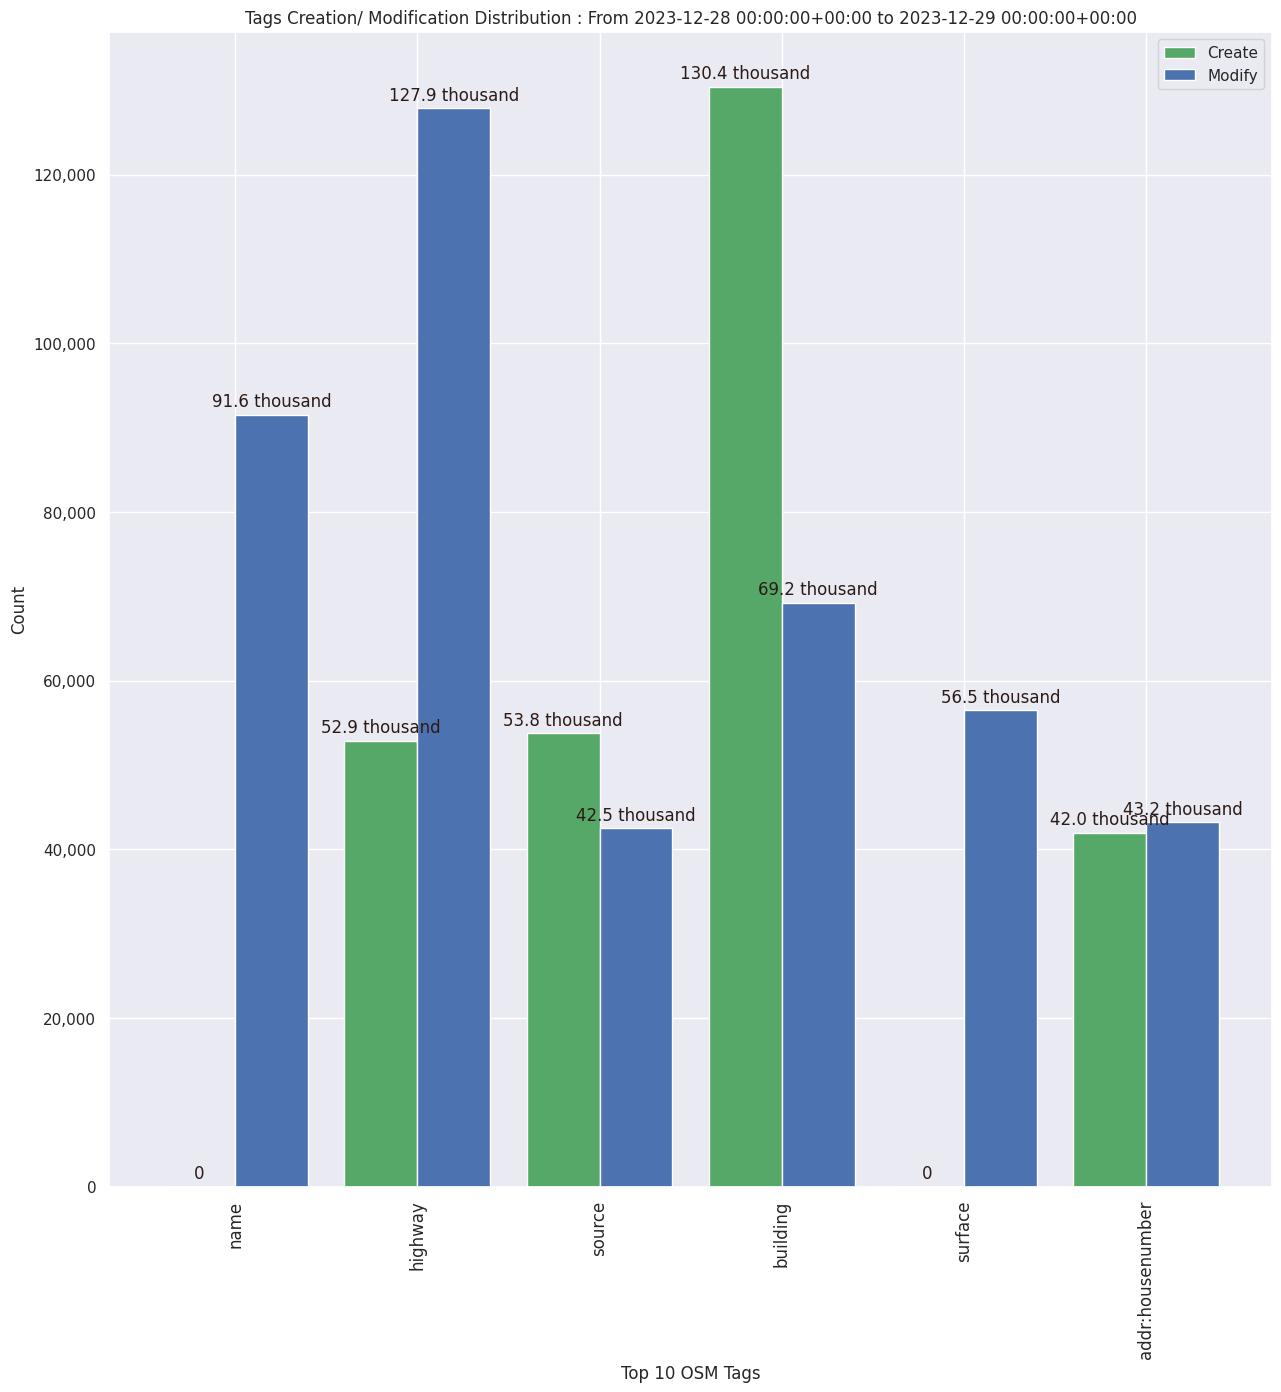 Tags Creation/ Modification Distribution : From 2023-12-28 00:00:00+00:00 to 2023-12-29 00:00:00+00:00
Create
Modify
130.4 thousand
127.9 thousand
120,000
100,000
91.6 thousand
80,000
69.2 thousand
Count
60,000
56.5 thousand
52.9 thousand
53.8 thousand
42.5 thousand
42.0 thousand
43.2 thousand
40,000
20,000
0
0
0
name
highway
source
building
surface
addr:housenumber
Top 10 OSM Tags